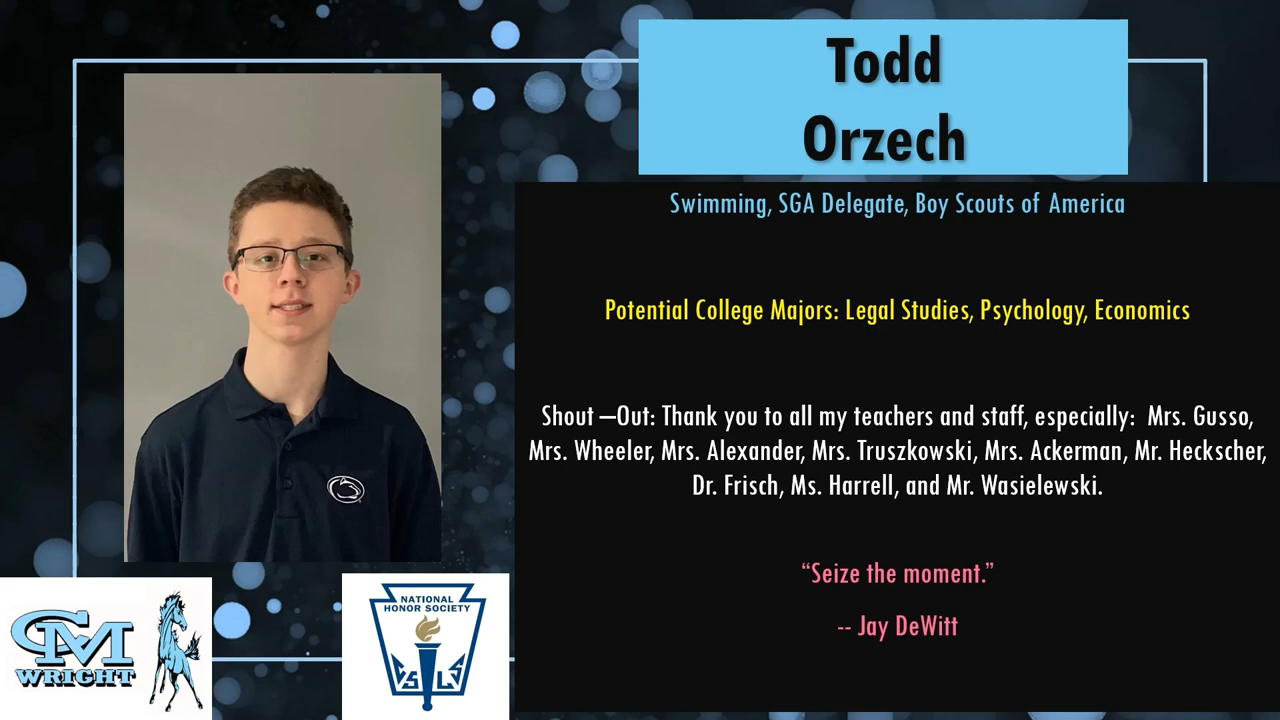 Todd
Orzech
Swimming, SGA Delegate, Boy Scouts of America
Potential College Majors: Legal Studies, Psychology, Economics
Shout –Out: Thank you to all my teachers and staff, especially:  Mrs. Gusso,
Mrs. Wheeler, Mrs. Alexander, Mrs. Truszkowski, Mrs. Ackerman, Mr. Heckscher,
Dr. Frisch, Ms. Harrell, and Mr. Wasielewski.
“Seize the moment.”
-- Jay DeWitt
CM
WRIGHT
NATIONAL
HONOR SOCIETY
C S L S